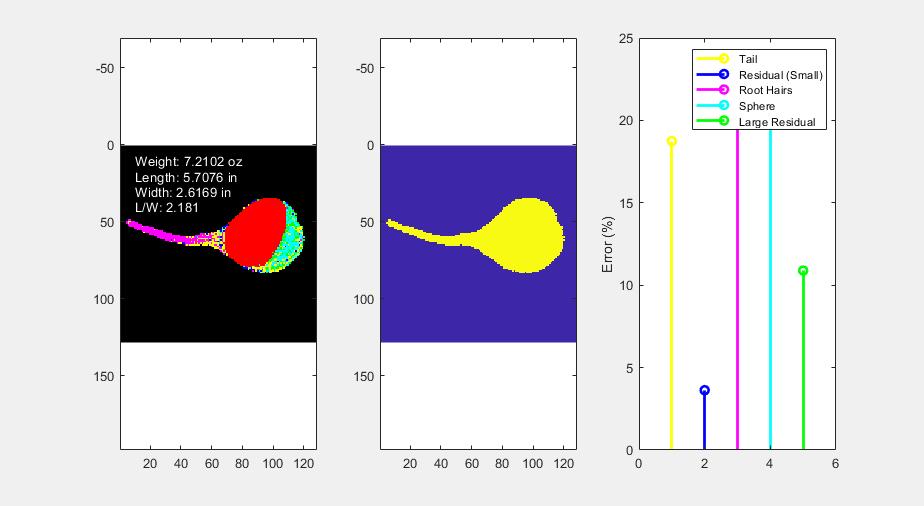 -50
0
50
100
150
20 40 60 80 100 120
Weight: 7.2102 oz
Length: 5.7076 in
Width: 2.6169 in
L/W: 2.181
-50
0
50
100
150
20 40 60 80 100 120
Error (%)
25
20
15
10
5
0
0 2 4 6
Tail
Residual (Small)
Root Hairs
Sphere
Large Residual